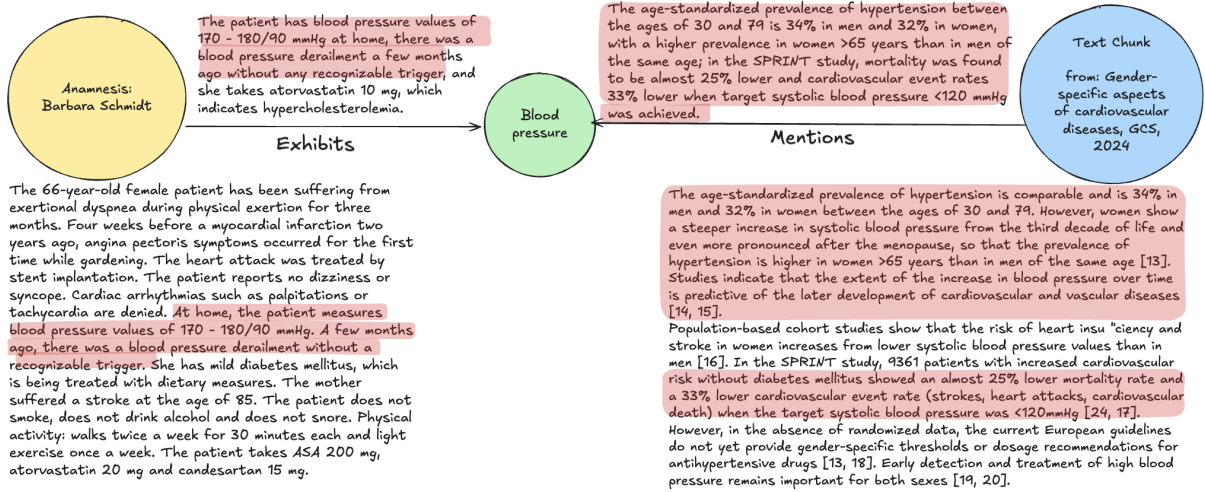 Anamnesis:
Barbara Schmidt
The patient has blood pressure values of
170 - 180/90 mmHg at home, there was a
blood pressure derailment a few months
ago without any recognizable trigger, and
she takes atorvastatin 10 mg, which
indicates hypercholesterolemia.
Exhibits
Blood
pressure
The age-standardized prevalence of hypertension between
the ages of 30 and 79 is 34% in men and 32% in women,
with a higher prevalence in women >65 years than in men of
the same age; in the SPRINT study, mortality was found
to be almost 25% lower and cardiovascular event rates
33% lower when target systolic blood pressure <120 mmHg
was achieved.
Mentions
Text Chunk
from: Gender-
specific aspects
of cardiovascular
diseases, GCS,
2024
The 66-year-old female patient has been suffering from
exertional dyspnea during physical exertion for three
months. Four weeks before a myocardial infarction two
years ago, angina pectoris symptoms occurred for the first
time while gardening. The heart attack was treated by
stent implantation. The patient reports no dizziness or
syncope. Cardiac arrhythmias such as palpitations or
tachycardia are denied. At home, the patient measures
blood pressure values of 170 - 180/90 mmHg. A few months
ago, there was a blood pressure derailment without a
recognizable trigger. She has mild diabetes mellitus, which
is being treated with dietary measures. The mother
suffered a stroke at the age of 85. The patient does not
smoke, does not drink alcohol and does not snore. Physical
activity: walks twice a week for 30 minutes each and light
exercise once a week. The patient takes ASA 200 mg,
atorvastatin 20 mg and candesartan 15 mg.
The age-standardized prevalence of hypertension is comparable and is 34% in
men and 32% in women between the ages of 30 and 79. However, women show
a steeper increase in systolic blood pressure from the third decade of life and
even more pronounced after the menopause, so that the prevalence of
hypertension is higher in women >65 years than in men of the same age [13].
Studies indicate that the extent of the increase in blood pressure over time
is predictive of the later development of cardiovascular and vascular diseases
[14, 15].
Population-based cohort studies show that the risk of heart insu "ciency and
stroke in women increases from lower systolic blood pressure values than in
men [16]. In the SPRINT study, 9361 patients with increased cardiovascular
risk without diabetes mellitus showed an almost 25% lower mortality rate and
a 33% lower cardiovascular event rate (strokes, heart attacks, cardiovascular
death) when the target systolic blood pressure was <120mmHg [24, 17].
However, in the absence of randomized data, the current European guidelines
do not yet provide gender-specific thresholds or dosage recommendations for
antihypertensive drugs [13, 18]. Early detection and treatment of high blood
pressure remains important for both sexes [19, 20].